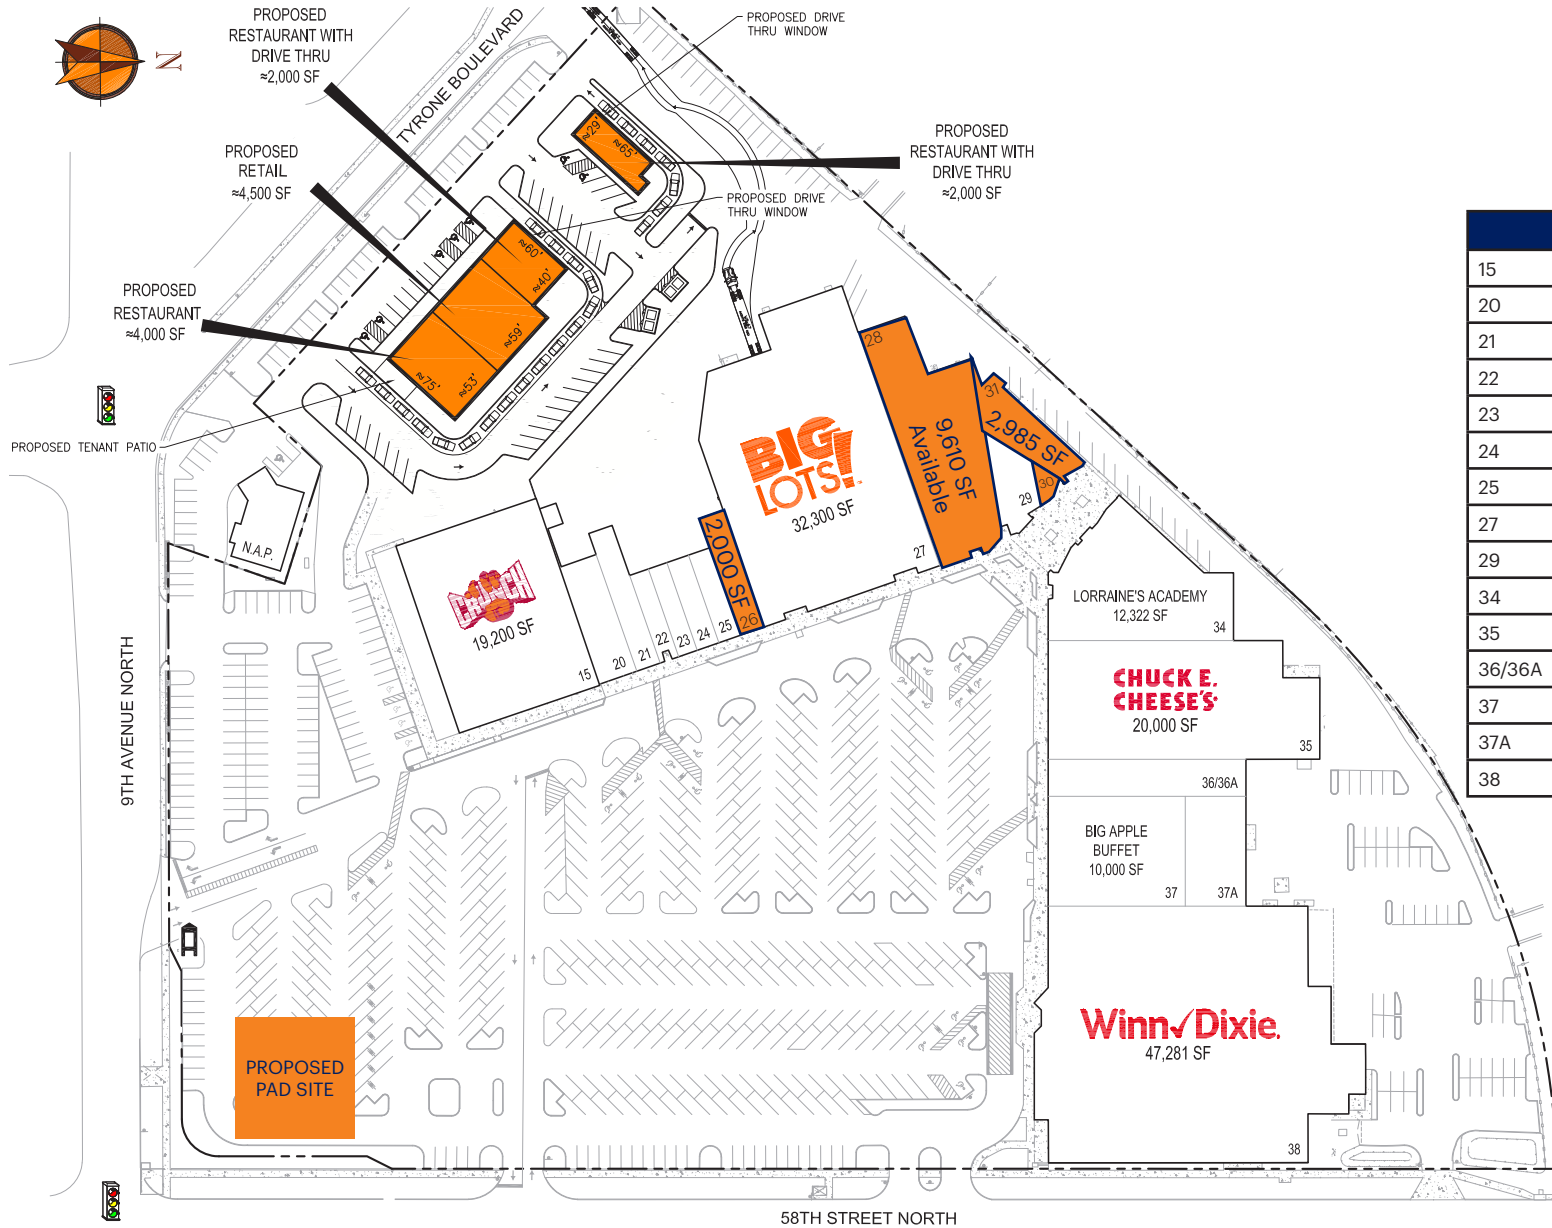 PROPOSED
RESTAURANT WITH
DRIVE THRU
≈2,000 SF
PROPOSED DRIVE
THRU WINDOW
N
TYRONE BOULEVARD
PROPOSED
RETAIL
≈4,500 SF
≈29'
≈65'
PROPOSED
RESTAURANT WITH
DRIVE THRU
≈2,000 SF
PROPOSED DRIVE
THRU WINDOW
≈60'
≈40'
≈59'
≈53'
≈75'
PROPOSED
RESTAURANT
≈4,000 SF
PROPOSED TENANT PATIO
N.A.P.
28
9,610 SF
Available
31
2,985 SF
30
29
BIG
LOTS!
32,300 SF
27
2,000 SF
26
CRUNCH
19,200 SF
15
20
21
22
23
24
25
LORRAINE'S ACADEMY
12,322 SF
34
CHUCK E.
CHEESE'S
20,000 SF
35
36/36A
BIG APPLE
BUFFET
10,000 SF
37
37A
Winn Dixie
47,281 SF
38
9TH AVENUE NORTH
PROPOSED
PAD SITE
58TH STREET NORTH
15
20
21
22
23
24
25
27
29
34
35
36/36A
37
37A
38